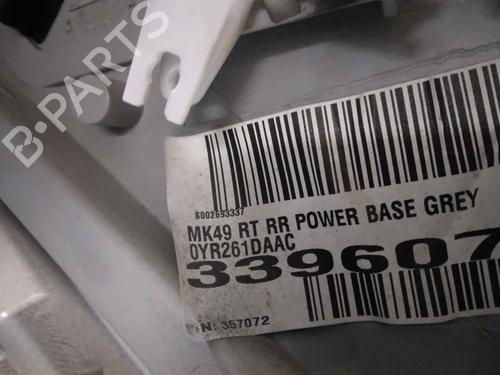 B-PARTS
8002693337
MK49 RT RR POWER BASE GREY
0YR261DAAC
339607
N: 357072